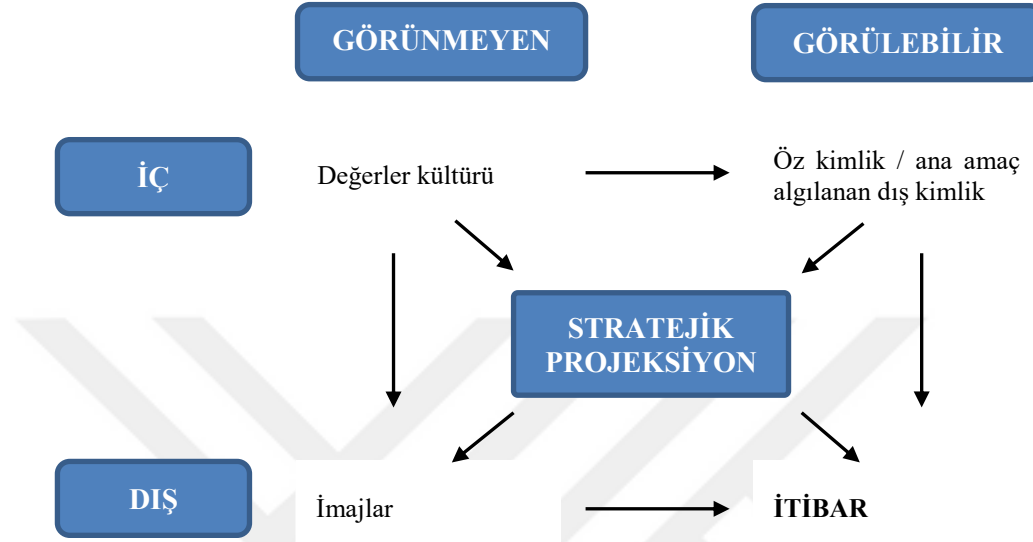 GÖRÜNMEYEN
GÖRÜLEBİLİR
İÇ
Değerler kültürü
Öz kimlik / ana amaç
algılanan dış kimlik
STRATEJİK
PROJEKSİYON
DIŞ
İmajlar
İTİBAR